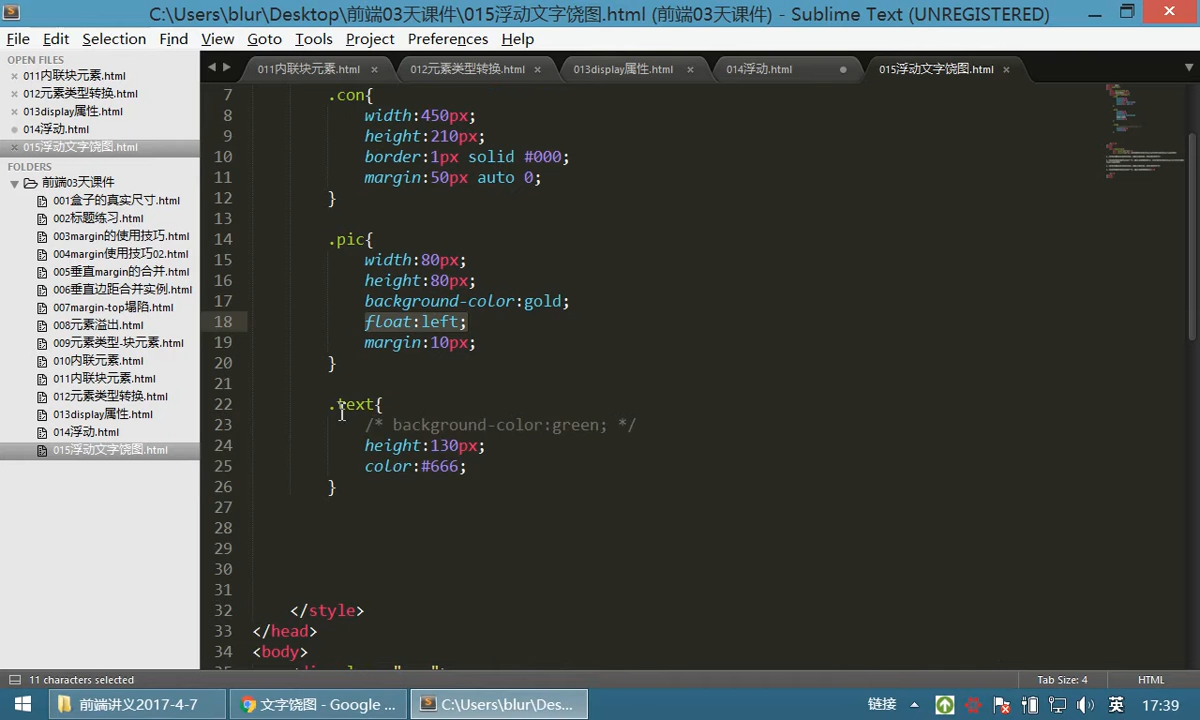 C:\Users\blur\Desktop\前端03天课件\015浮动文字饶图.html (前端03天课件) - Sublime Text (UNREGISTERED)
File Edit Selection Find View Goto Tools Project Preferences Help
OPEN FILES
011内联块元素.html
012元素类型转换.html
013display属性.html
014浮动.html
015浮动文字饶图.html
FOLDERS
前端03天课件
001盒子的真实尺寸.html
002标题练习.html
003margin的使用技巧.html
004margin使用技巧02.html
005垂直margin的合并.html
006垂直边距合并实例.html
007margin-top塌陷.html
008元素溢出.html
009元素类型-块元素.html
010内联元素.html
011内联块元素.html
012元素类型转换.html
013display属性.html
014浮动.html
015浮动文字饶图.html
011内联块元素.html 012元素类型转换.html 013display属性.html 014浮动.html 015浮动文字饶图.html
7 .con{
8 width:450px;
9 height:210px;
10 border:1px solid #000;
11 margin:50px auto 0;
12 }
13
14 .pic{
15 width:80px;
16 height:80px;
17 background-color:gold;
18 float:left;
19 margin:10px;
20 }
21
22 .text{
23 /* background-color:green; */
24 height:130px;
25 color:#666;
26 }
27
28
29
30
31
32 </style>
33 </head>
34 <body>
11 characters selected Tab Size: 4 HTML
前端讲义2017-4-7 文字饶图 - Google ... C:\Users\blur\Des... 链接 英 17:39